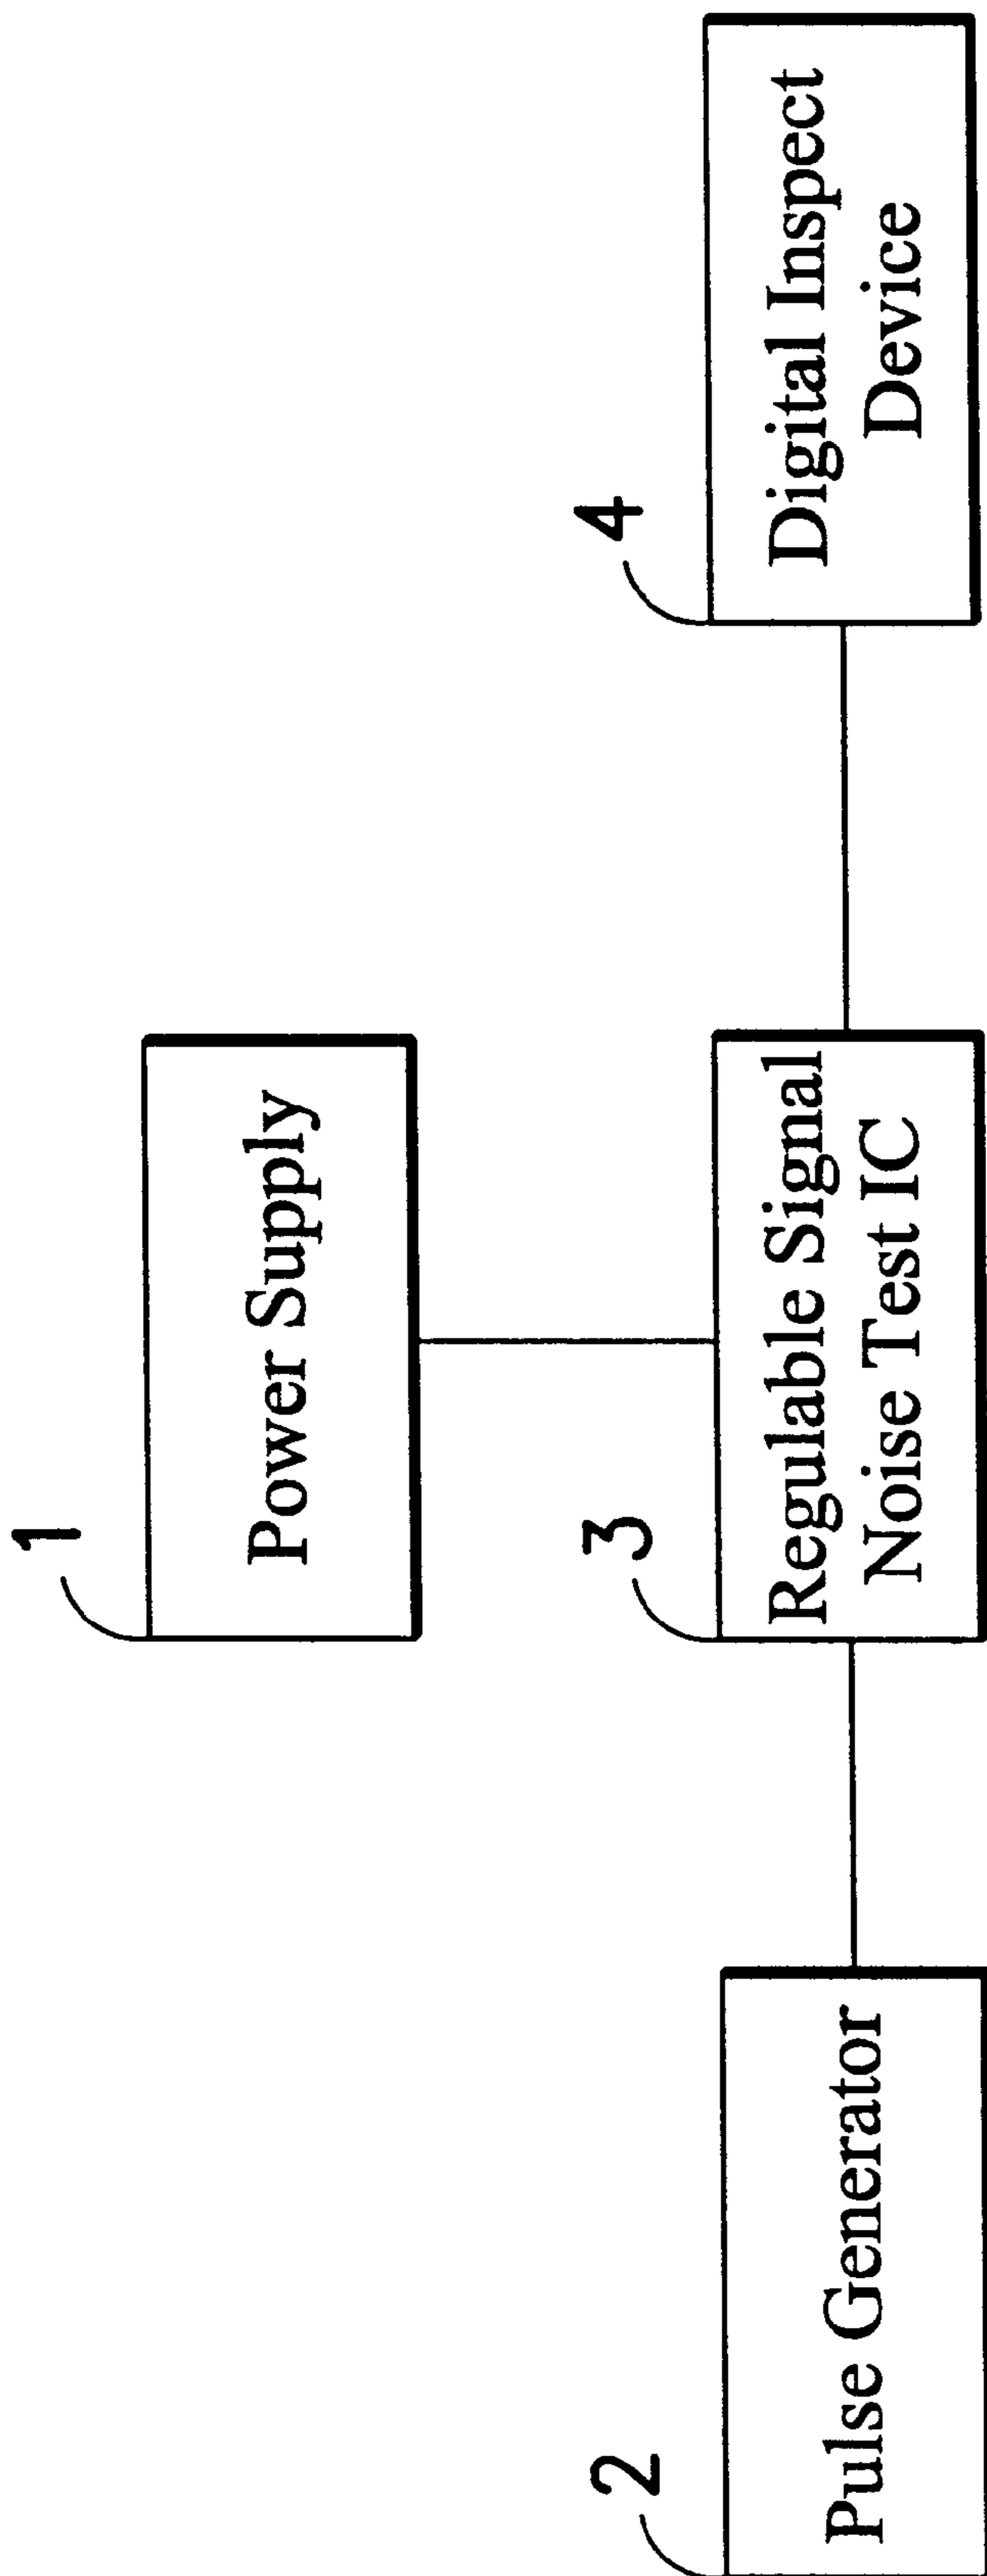 1
Power Supply
2
Pulse Generator
3
Regulable Signal
Noise Test IC
4
Digital Inspect
Device